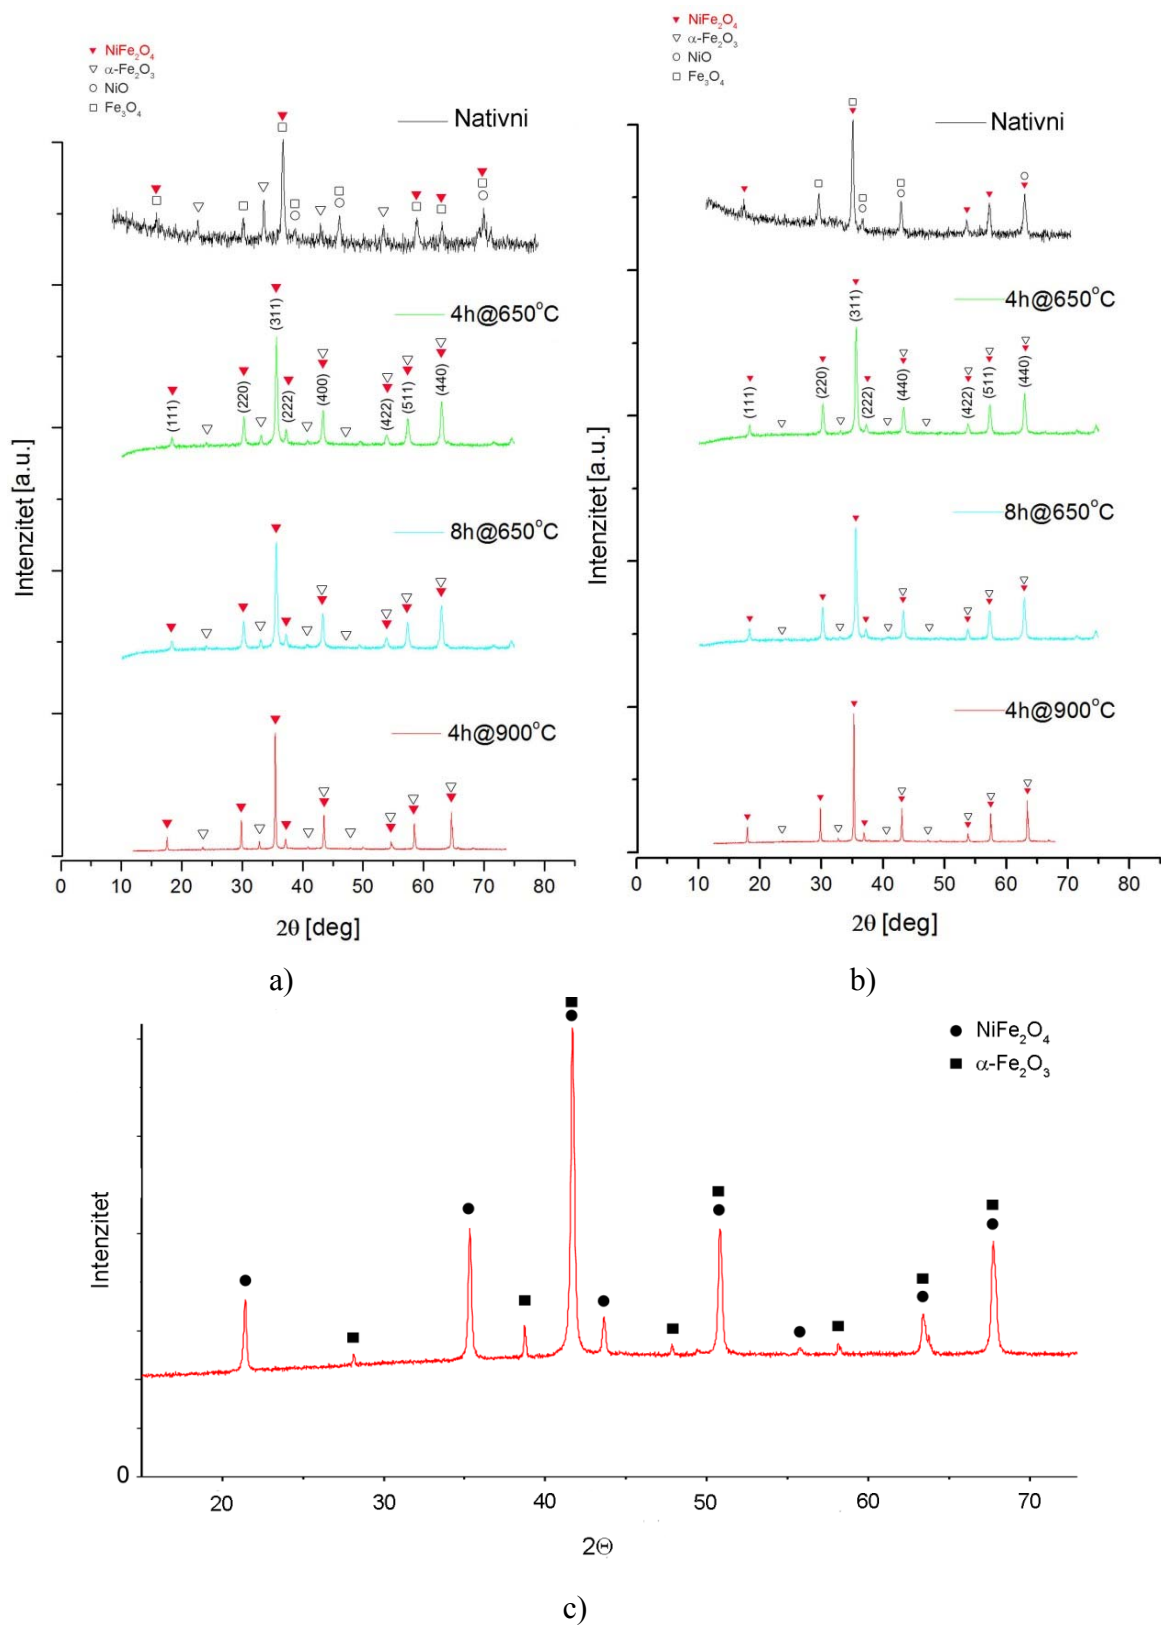 NiFe₂O₄
α-Fe₂O₃
NiO
Fe₃O₄
Nativni
4h@650°C
(111)
(220)
(311)
(222)
(400)
(422)
(511)
(440)
8h@650°C
4h@900°C
Intenzitet [a.u.]
0 10 20 30 40 50 60 70 80
2θ [deg]
a)
NiFe₂O₄
α-Fe₂O₃
NiO
Fe₃O₄
Nativni
4h@650°C
(111)
(220)
(311)
(222)
(440)
(422)
(511)
(440)
8h@650°C
4h@900°C
Intenzitet [a.u.]
0 10 20 30 40 50 60 70 80
2θ [deg]
b)
NiFe₂O₄
α-Fe₂O₃
Intenzitet
0
20 30 40 50 60 70
2Θ
c)